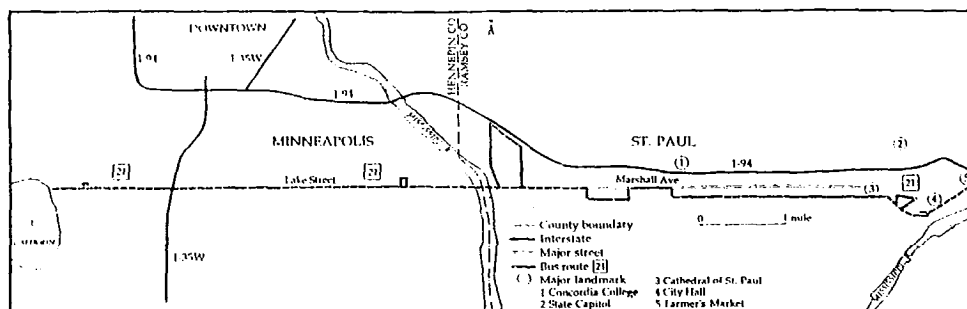 DOWNTOWN
I-94
I-35W
I-94
HENNEPIN CO
RAMSEY CO
MINNEAPOLIS
ST. PAUL
(2)
(1)
I-94
21
21
Lake Street
Marshall Ave
(3)
21
(4)
I-35W
0 1 mile
County boundary
Interstate
Major street
Bus route 21
( ) Major landmark
1 Concordia College
2 State Capitol
3 Cathedral of St. Paul
4 City Hall
5 Farmer's Market